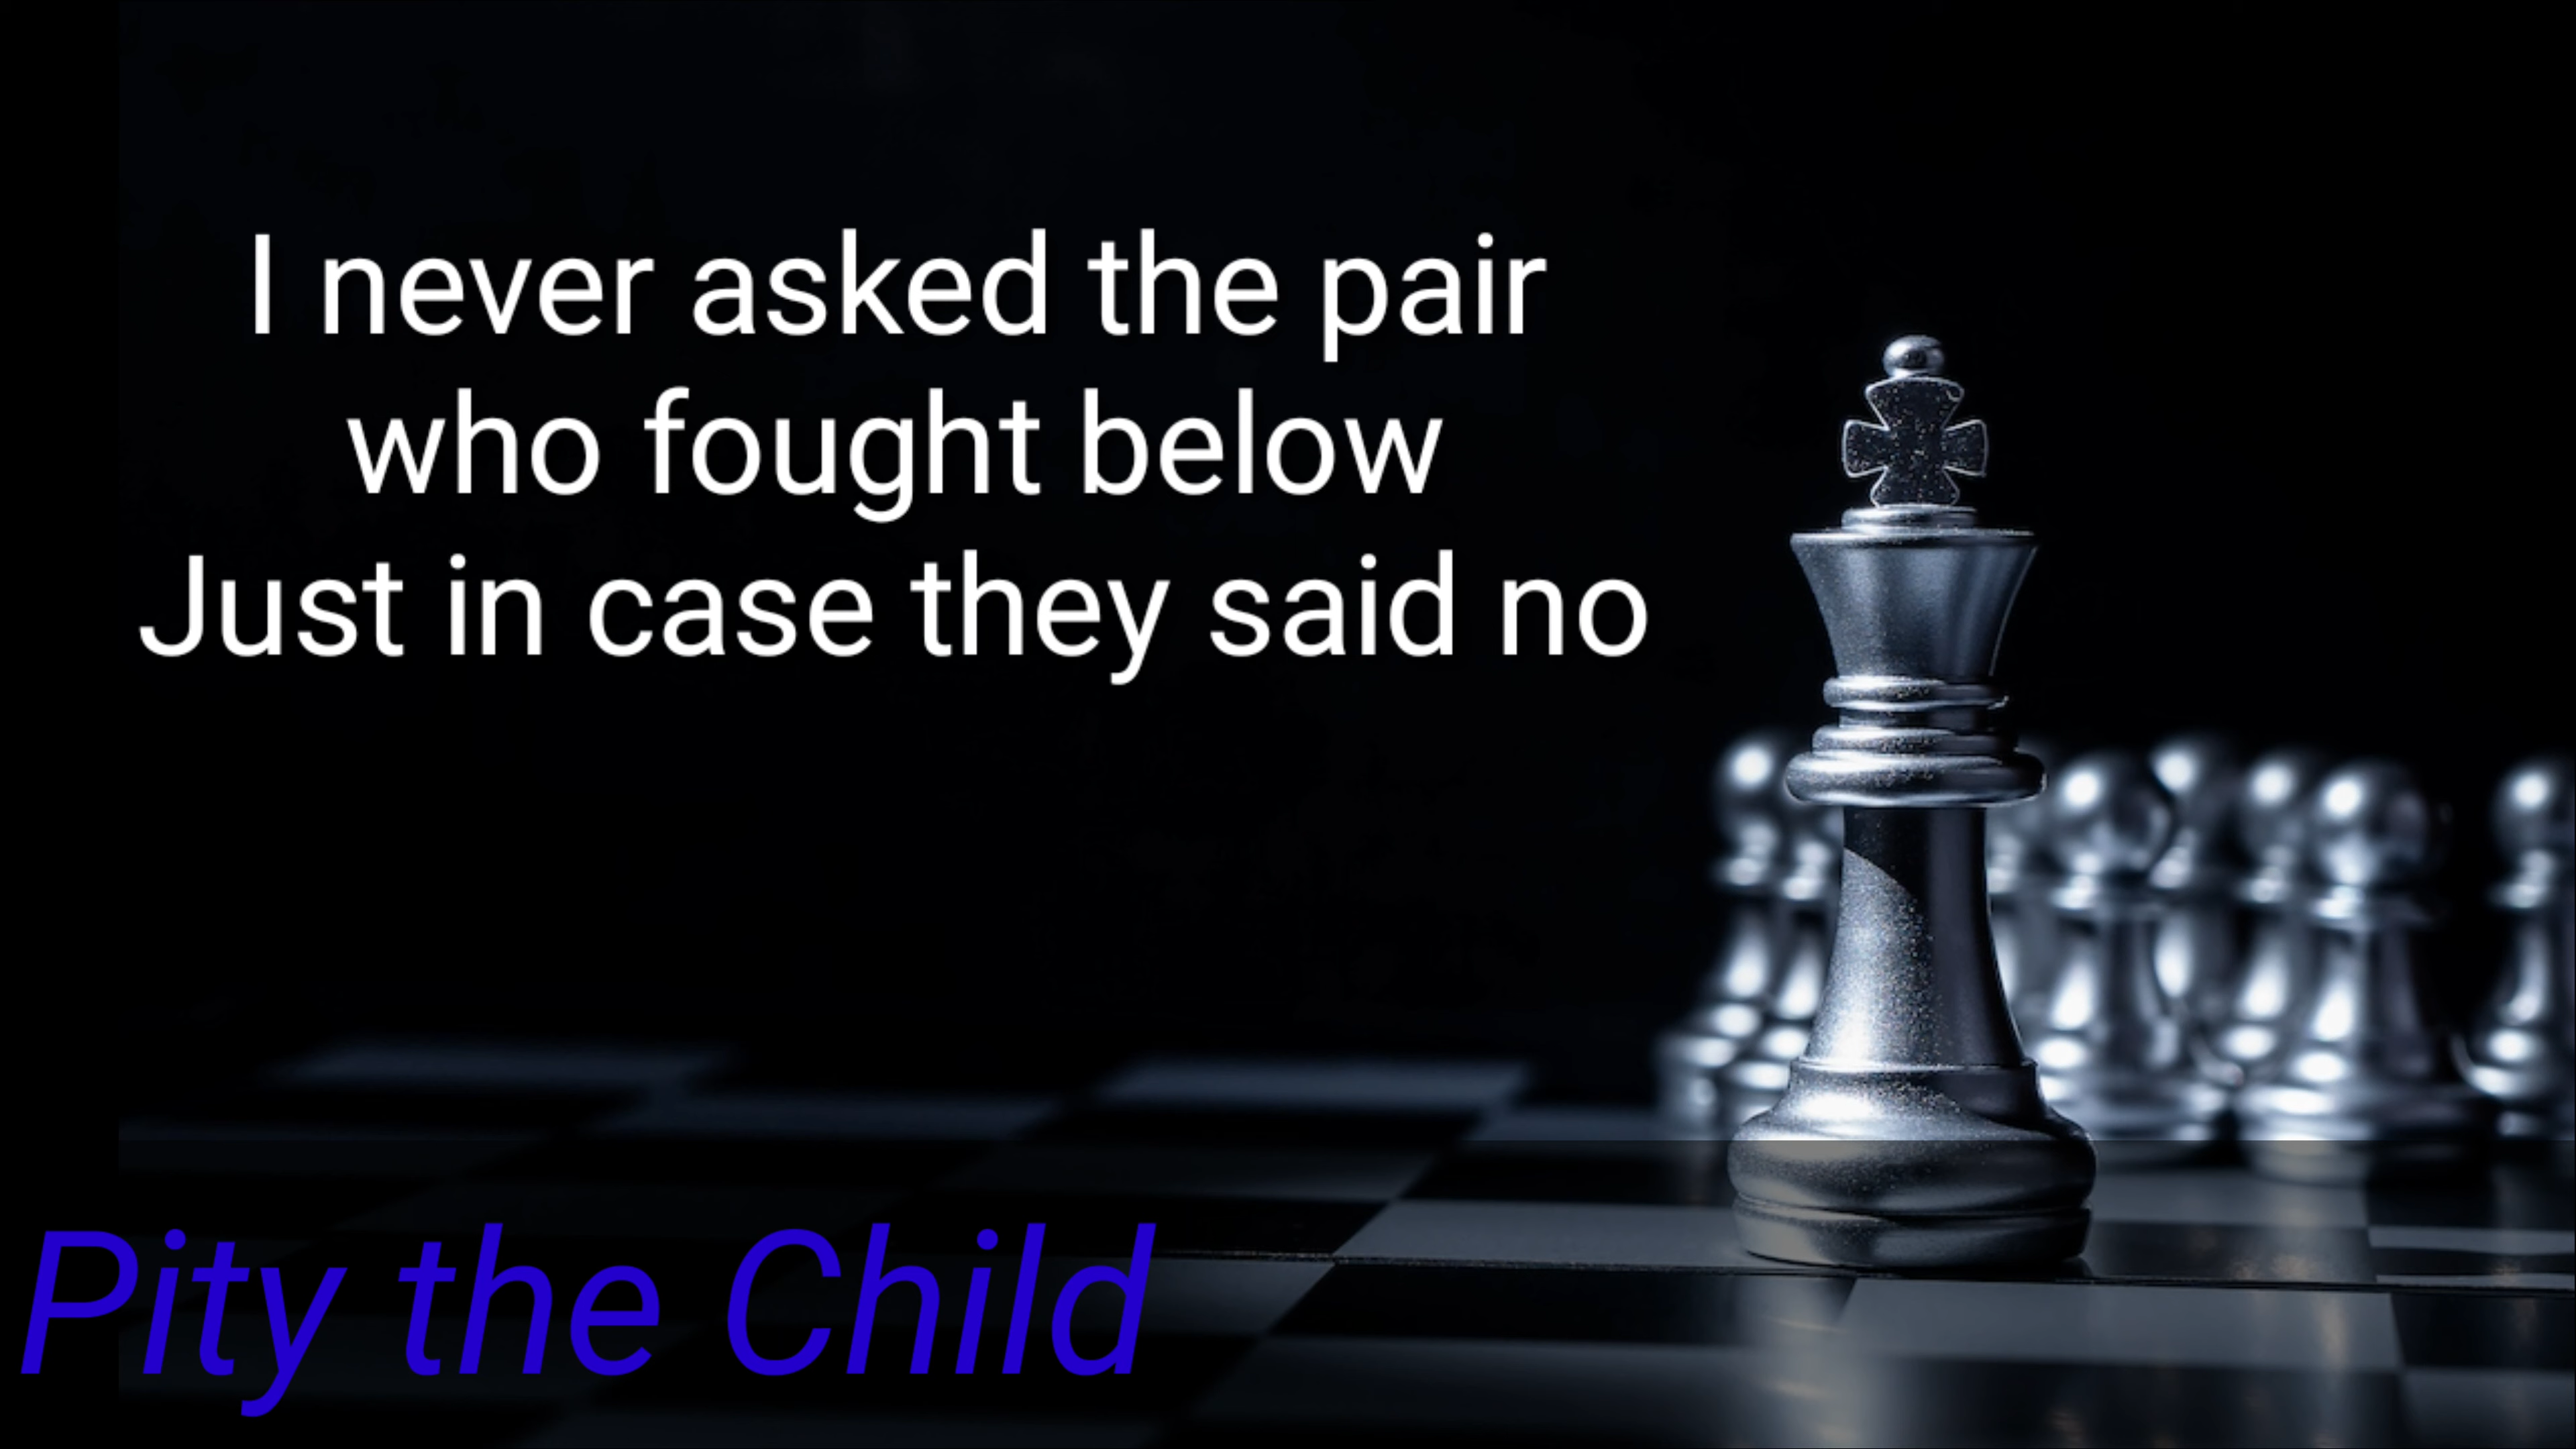 I never asked the pair
who fought below
Just in case they said no
Pity the Child